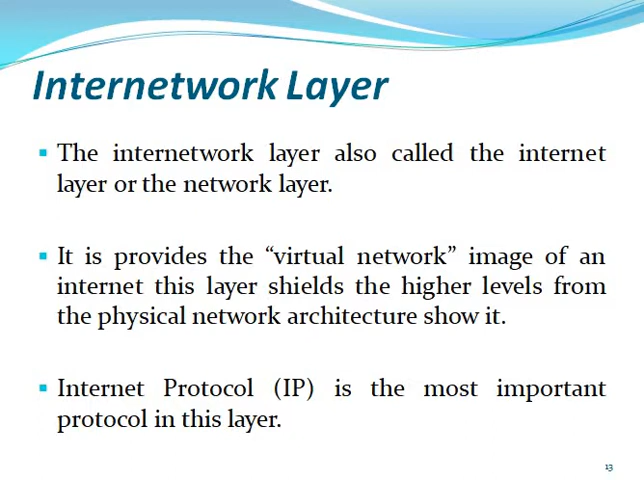 Internetwork Layer
▪ The internetwork layer also called the internet
layer or the network layer.
▪ It is provides the “virtual network” image of an
internet this layer shields the higher levels from
the physical network architecture show it.
▪ Internet Protocol (IP) is the most important
protocol in this layer.
13